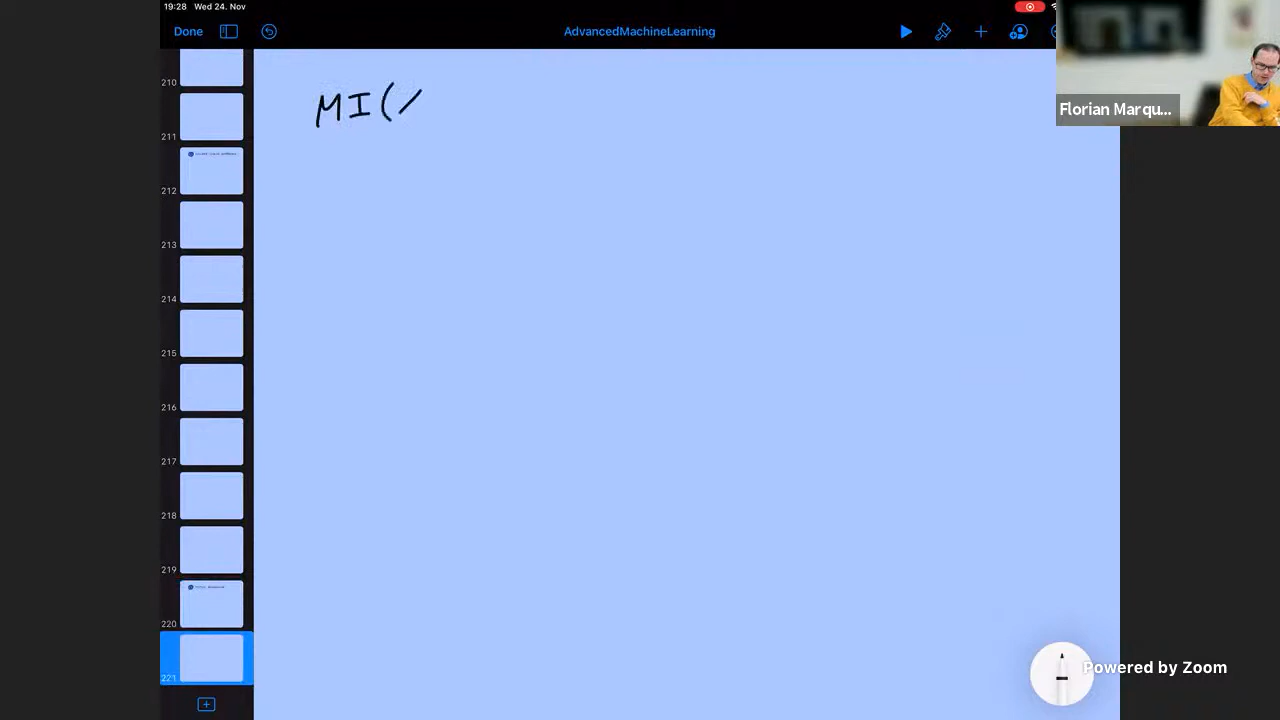 19:28 Wed 24. Nov
Done AdvancedMachineLearning
MI(
Florian Marqu...
210
211
212
213
214
215
216
217
218
219
220
221
Powered by Zoom